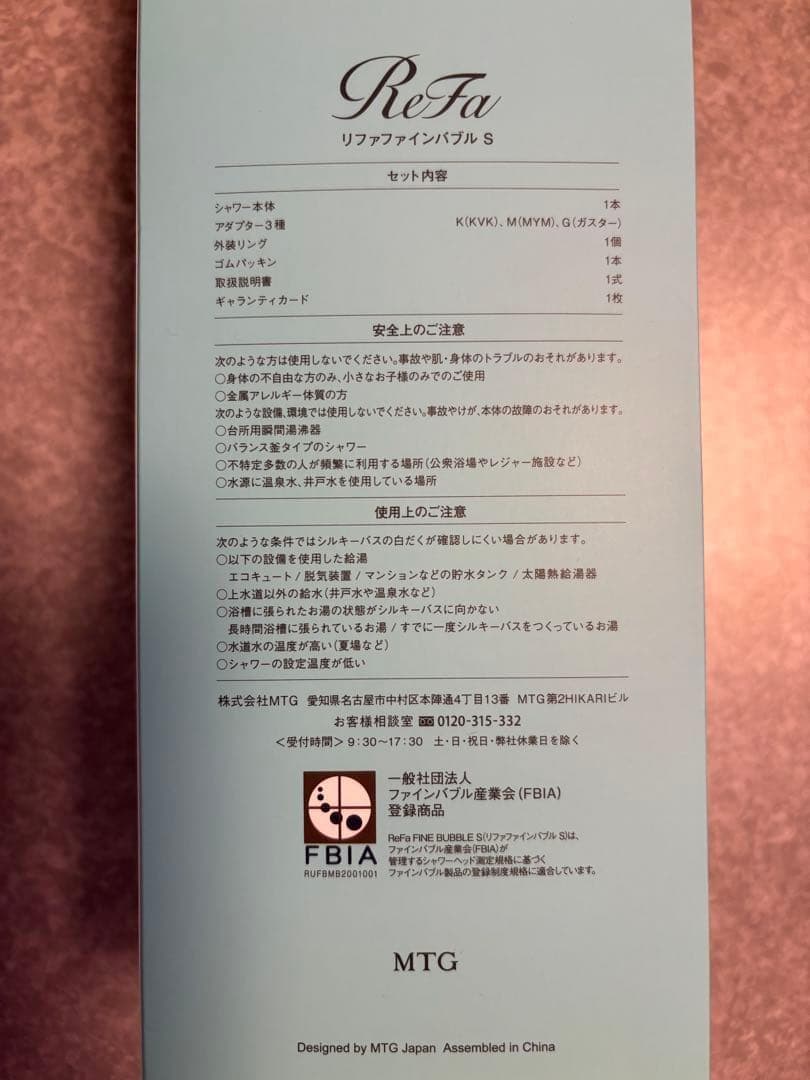 ReFa
リファファインバブル S
セット内容
シャワー本体 1本
アダプター3種 K(KVK)、M(MYM)、G(ガスター)
外装リング 1個
ゴムパッキン 1本
取扱説明書 1式
ギャランティカード 1枚
安全上のご注意
次のような方は使用しないでください。事故や肌・身体のトラブルのおそれがあります。
○身体の不自由な方のみ、小さなお子様のみでのご使用
○金属アレルギー体質の方
次のような設備、環境では使用しないでください。事故やけが、本体の故障のおそれがあります。
○台所用瞬間湯沸器
○バランス釜タイプのシャワー
○不特定多数の人が頻繁に利用する場所(公衆浴場やレジャー施設など)
○水源に温泉水、井戸水を使用している場所
使用上のご注意
次のような条件ではシルキーバスの白だくが確認しにくい場合があります。
○以下の設備を使用した給湯
エコキュート / 脱気装置 / マンションなどの貯水タンク / 太陽熱給湯器
○上水道以外の給水(井戸水や温泉水など)
○浴槽に張られたお湯の状態がシルキーバスに向かない
長時間浴槽に張られているお湯 / すでに一度シルキーバスをつくっているお湯
○水道水の温度が高い(夏場など)
○シャワーの設定温度が低い
株式会社MTG 愛知県名古屋市中村区本陣通4丁目13番 MTG第2HIKARIビル
お客様相談室 0120-315-332
<受付時間> 9:30～17:30 土・日・祝日・弊社休業日を除く
一般社団法人
ファインバブル産業会(FBIA)
登録商品
ReFa FINE BUBBLE S(リファファインバブル S)は、
ファインバブル産業会(FBIA)が
管理するシャワーヘッド測定規格に基づく
ファインバブル製品の登録制度規格に適合しています。
FBIA
RUFBMB2001001
MTG
Designed by MTG Japan Assembled in China